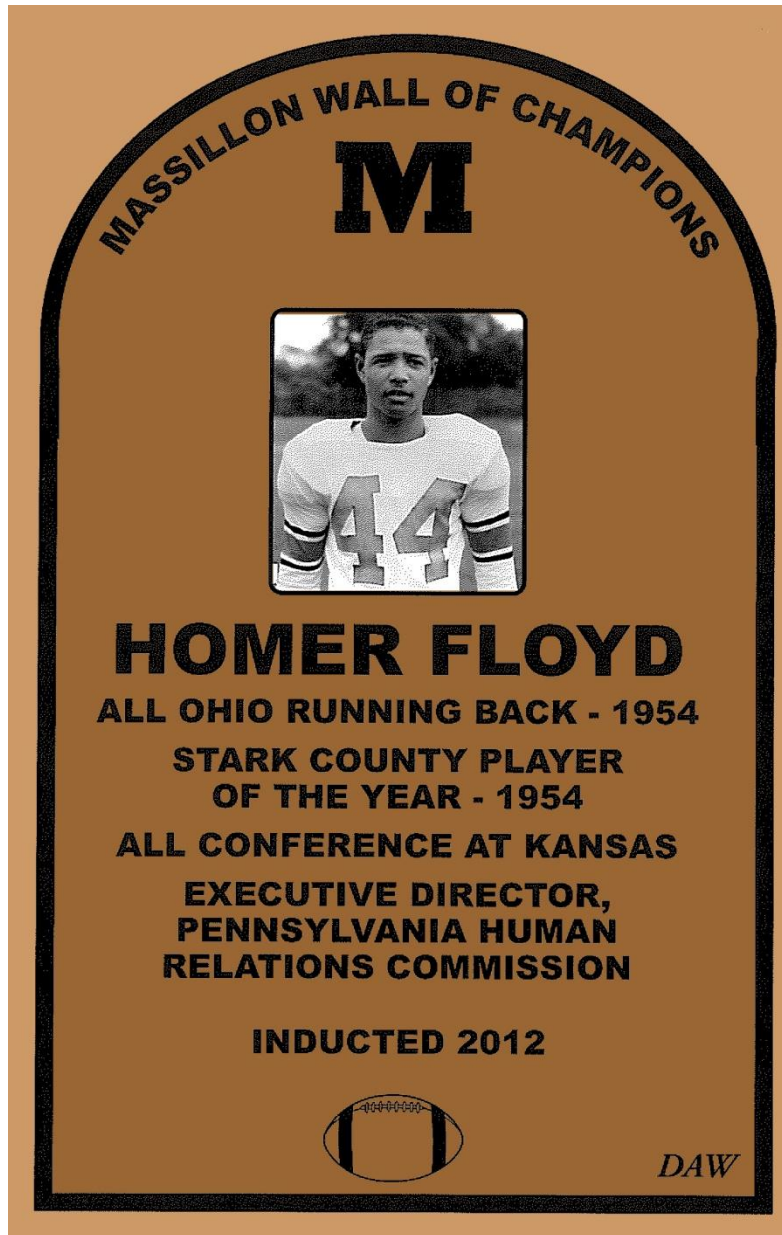 MASSILLON WALL OF CHAMPIONS
M
44
HOMER FLOYD
ALL OHIO RUNNING BACK - 1954
STARK COUNTY PLAYER
OF THE YEAR - 1954
ALL CONFERENCE AT KANSAS
EXECUTIVE DIRECTOR,
PENNSYLVANIA HUMAN
RELATIONS COMMISSION
INDUCTED 2012
DAW